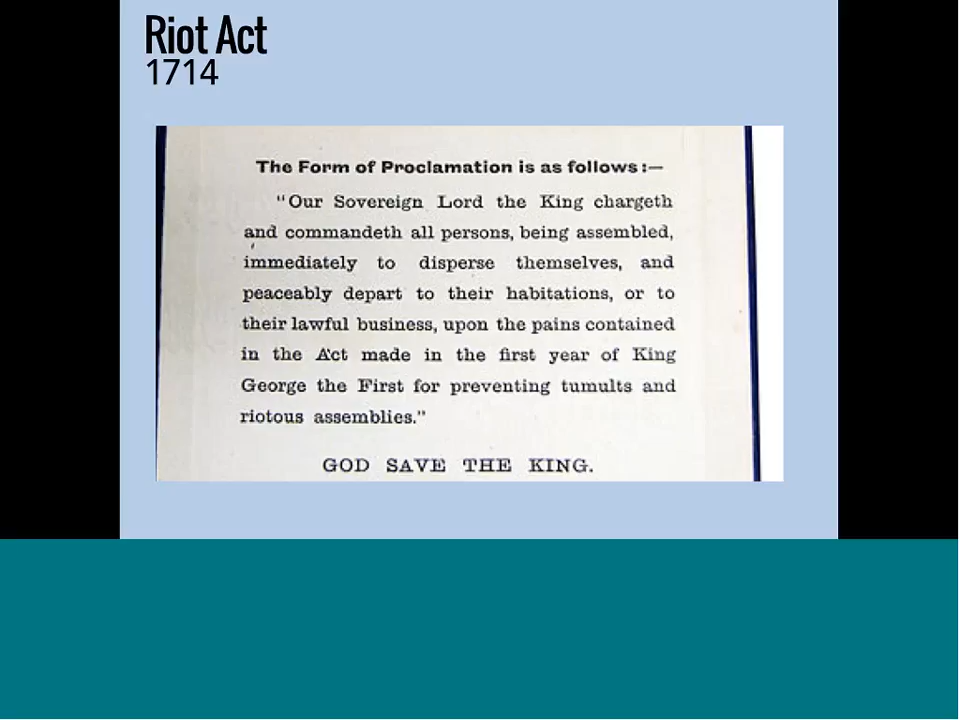 Riot Act
1714
The Form of Proclamation is as follows:—
"Our Sovereign Lord the King chargeth
and commandeth all persons, being assembled,
immediately to disperse themselves, and
peaceably depart to their habitations, or to
their lawful business, upon the pains contained
in the Act made in the first year of King
George the First for preventing tumults and
riotous assemblies."
GOD SAVE THE KING.